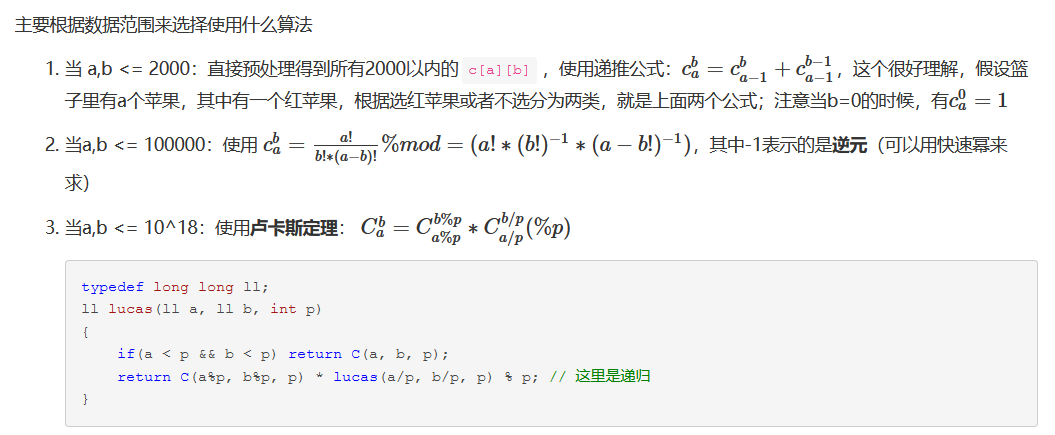 主要根据数据范围来选择使用什么算法
1. 当 a,b <= 2000：直接预处理得到所有2000以内的 c[a][b] ，使用递推公式：$c_a^b = c_{a-1}^b + c_{a-1}^{b-1}$，这个很好理解，假设篮
子里有a个苹果，其中有一个红苹果，根据选红苹果或者不选分为两类，就是上面两个公式；注意当b=0的时候，有$c_a^0 = 1$
2. 当a,b <= 100000：使用 $c_a^b = \frac{a!}{b!*(a-b)!}\%mod = (a! * (b!)^{-1} * (a - b!)^{-1})$，其中-1表示的是逆元（可以用快速幂来
求）
3. 当a,b <= 10^18：使用卢卡斯定理： $C_a^b = C_{a\%p}^{b\%p} * C_{a/p}^{b/p}(\%p)$
typedef long long ll;
ll lucas(ll a, ll b, int p)
{
    if(a < p && b < p) return C(a, b, p);
    return C(a%p, b%p, p) * lucas(a/p, b/p, p) % p; // 这里是递归
}